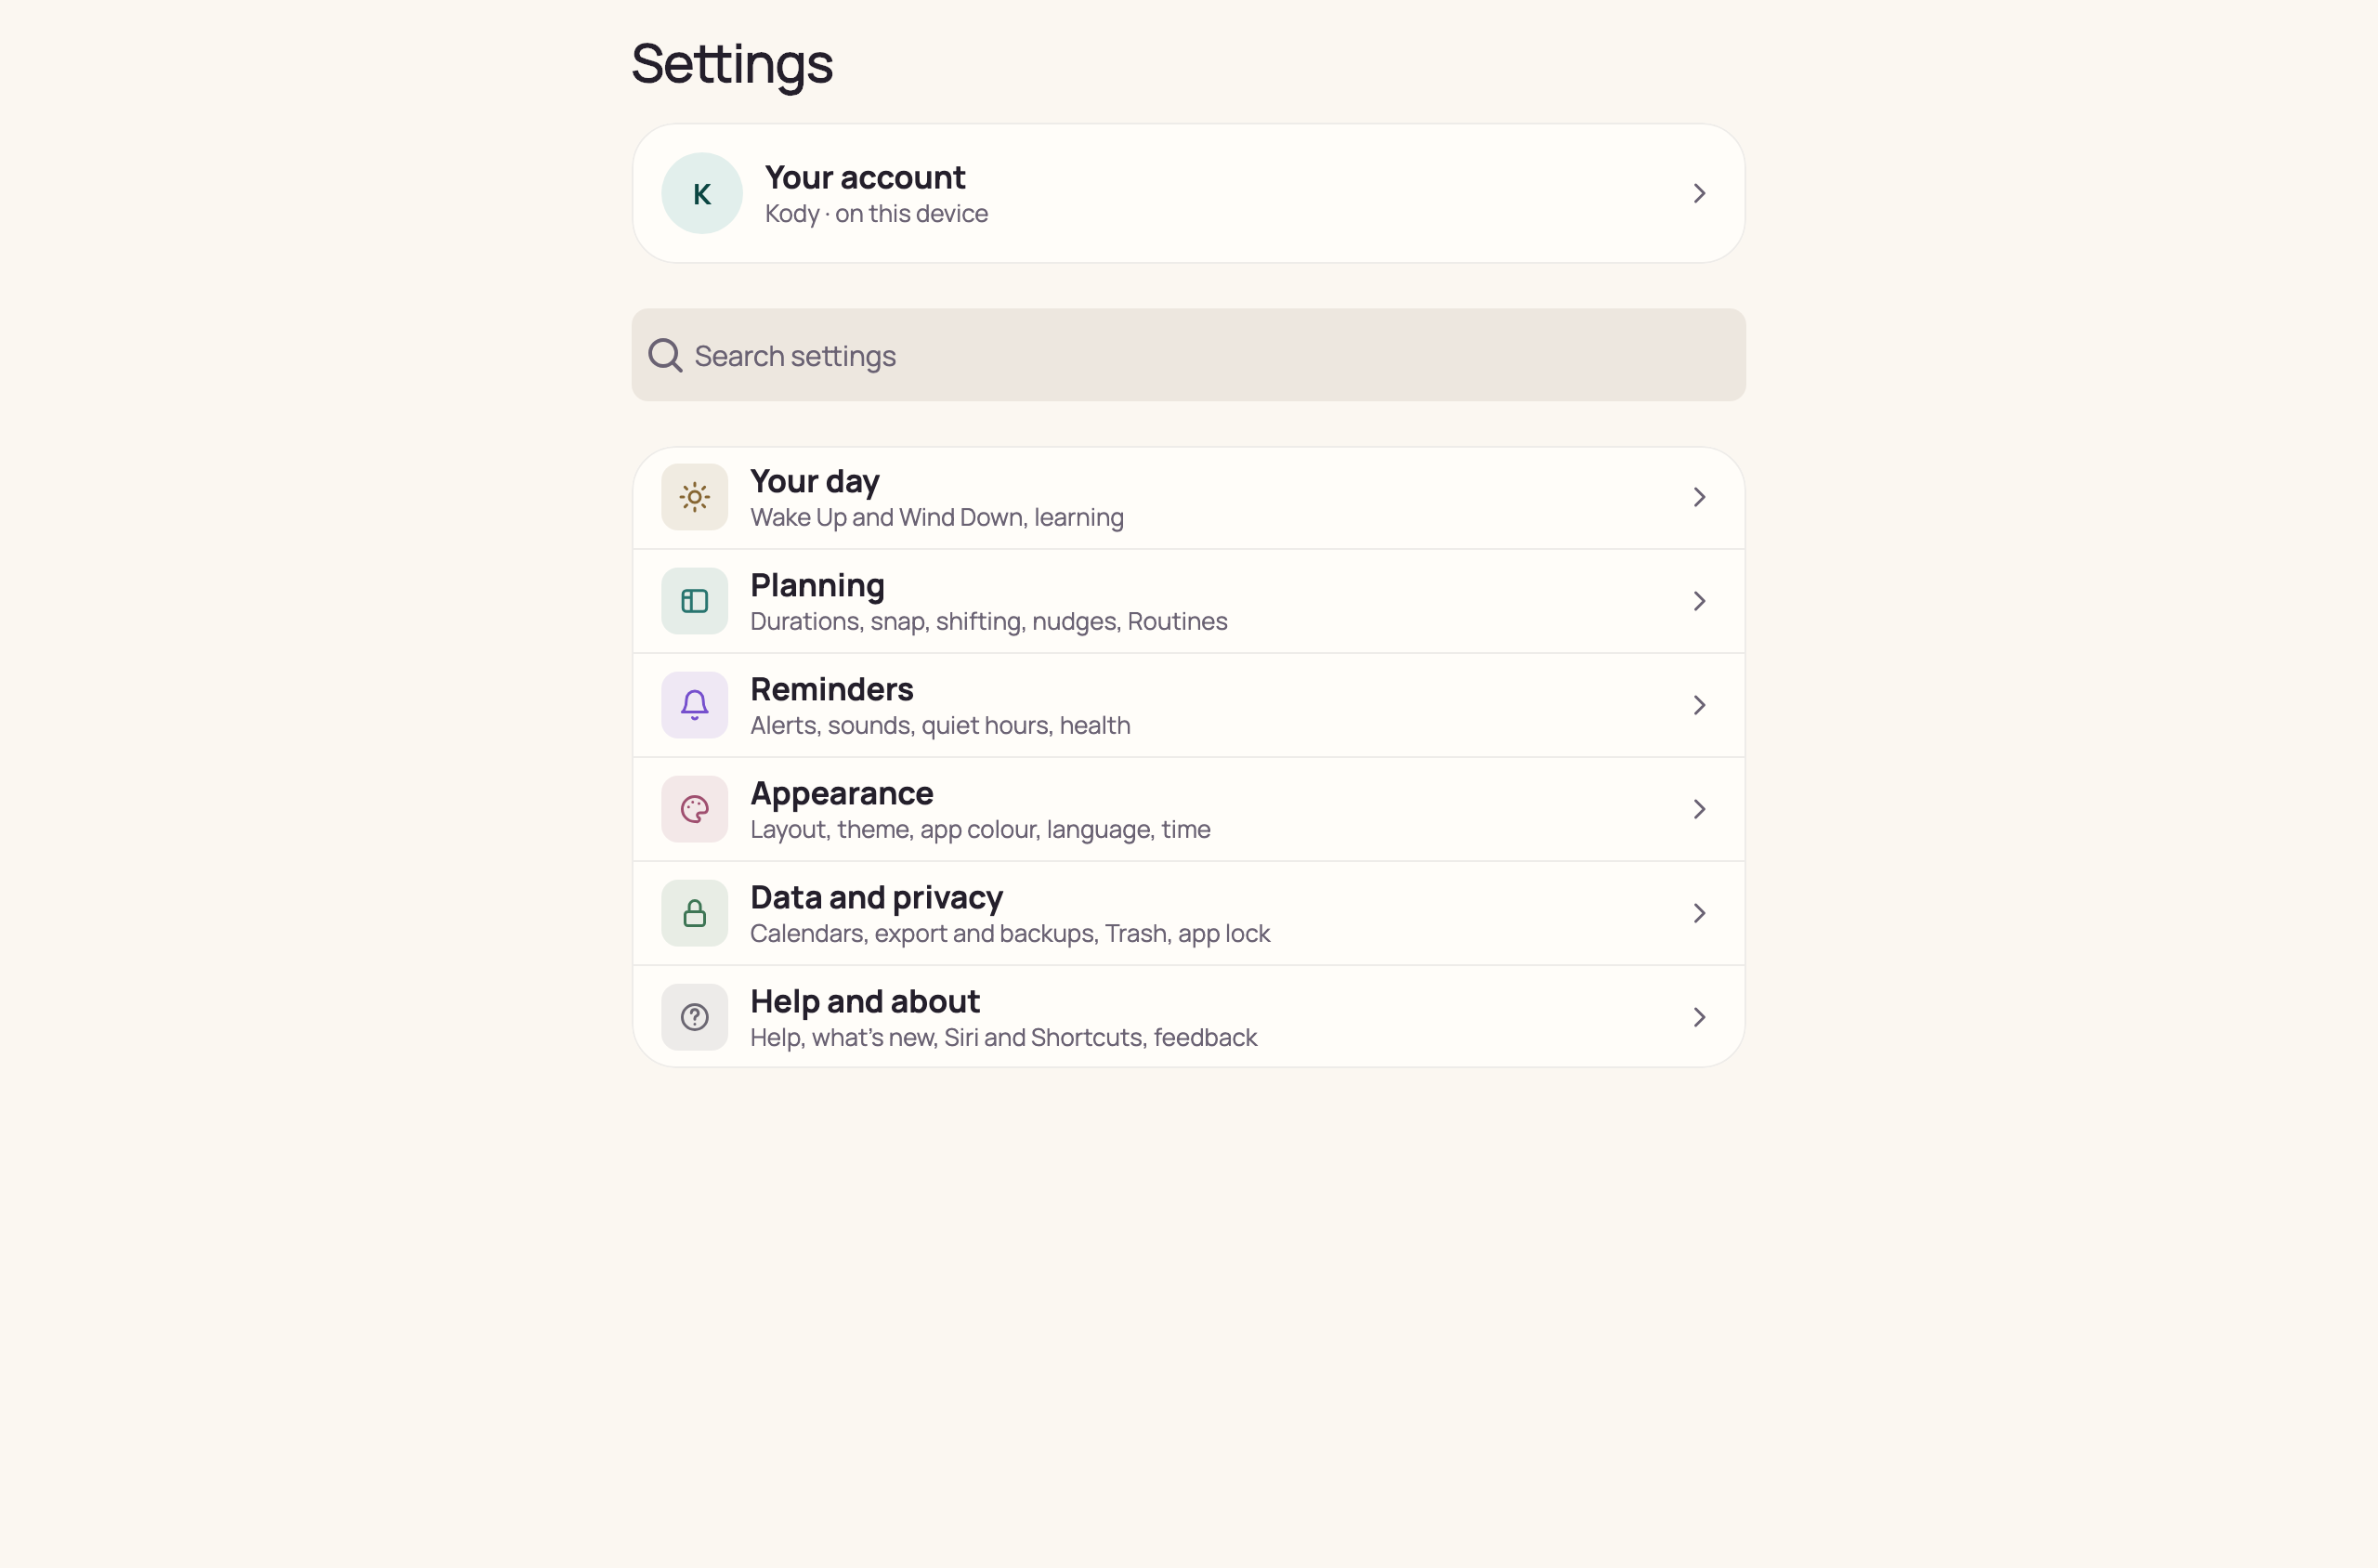 Settings
K
Your account
Kody · on this device
Search settings
Your day
Wake Up and Wind Down, learning
Planning
Durations, snap, shifting, nudges, Routines
Reminders
Alerts, sounds, quiet hours, health
Appearance
Layout, theme, app colour, language, time
Data and privacy
Calendars, export and backups, Trash, app lock
Help and about
Help, what’s new, Siri and Shortcuts, feedback